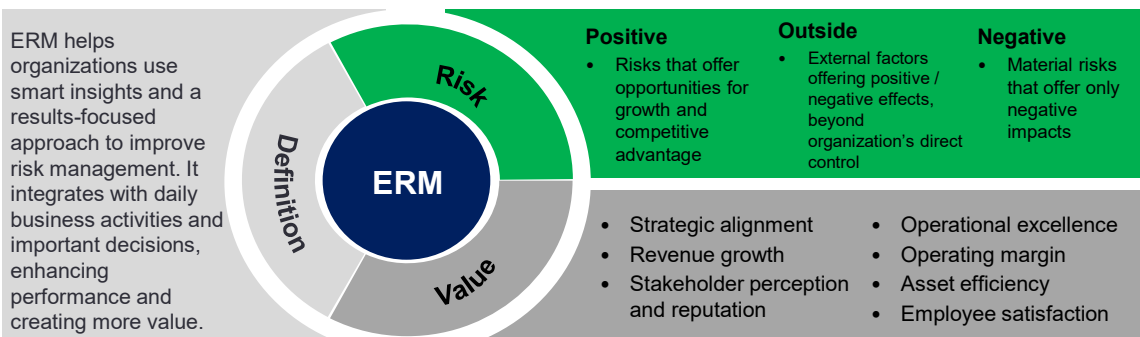 ERM helps
organizations use
smart insights and a
results-focused
approach to improve
risk management. It
integrates with daily
business activities and
important decisions,
enhancing
performance and
creating more value.
Definition
ERM
Risk
Positive
• Risks that offer
opportunities for
growth and
competitive
advantage
Outside
• External factors
offering positive /
negative effects,
beyond
organization’s direct
control
Negative
• Material risks
that offer only
negative
impacts
Value
• Strategic alignment
• Revenue growth
• Stakeholder perception
and reputation
• Operational excellence
• Operating margin
• Asset efficiency
• Employee satisfaction